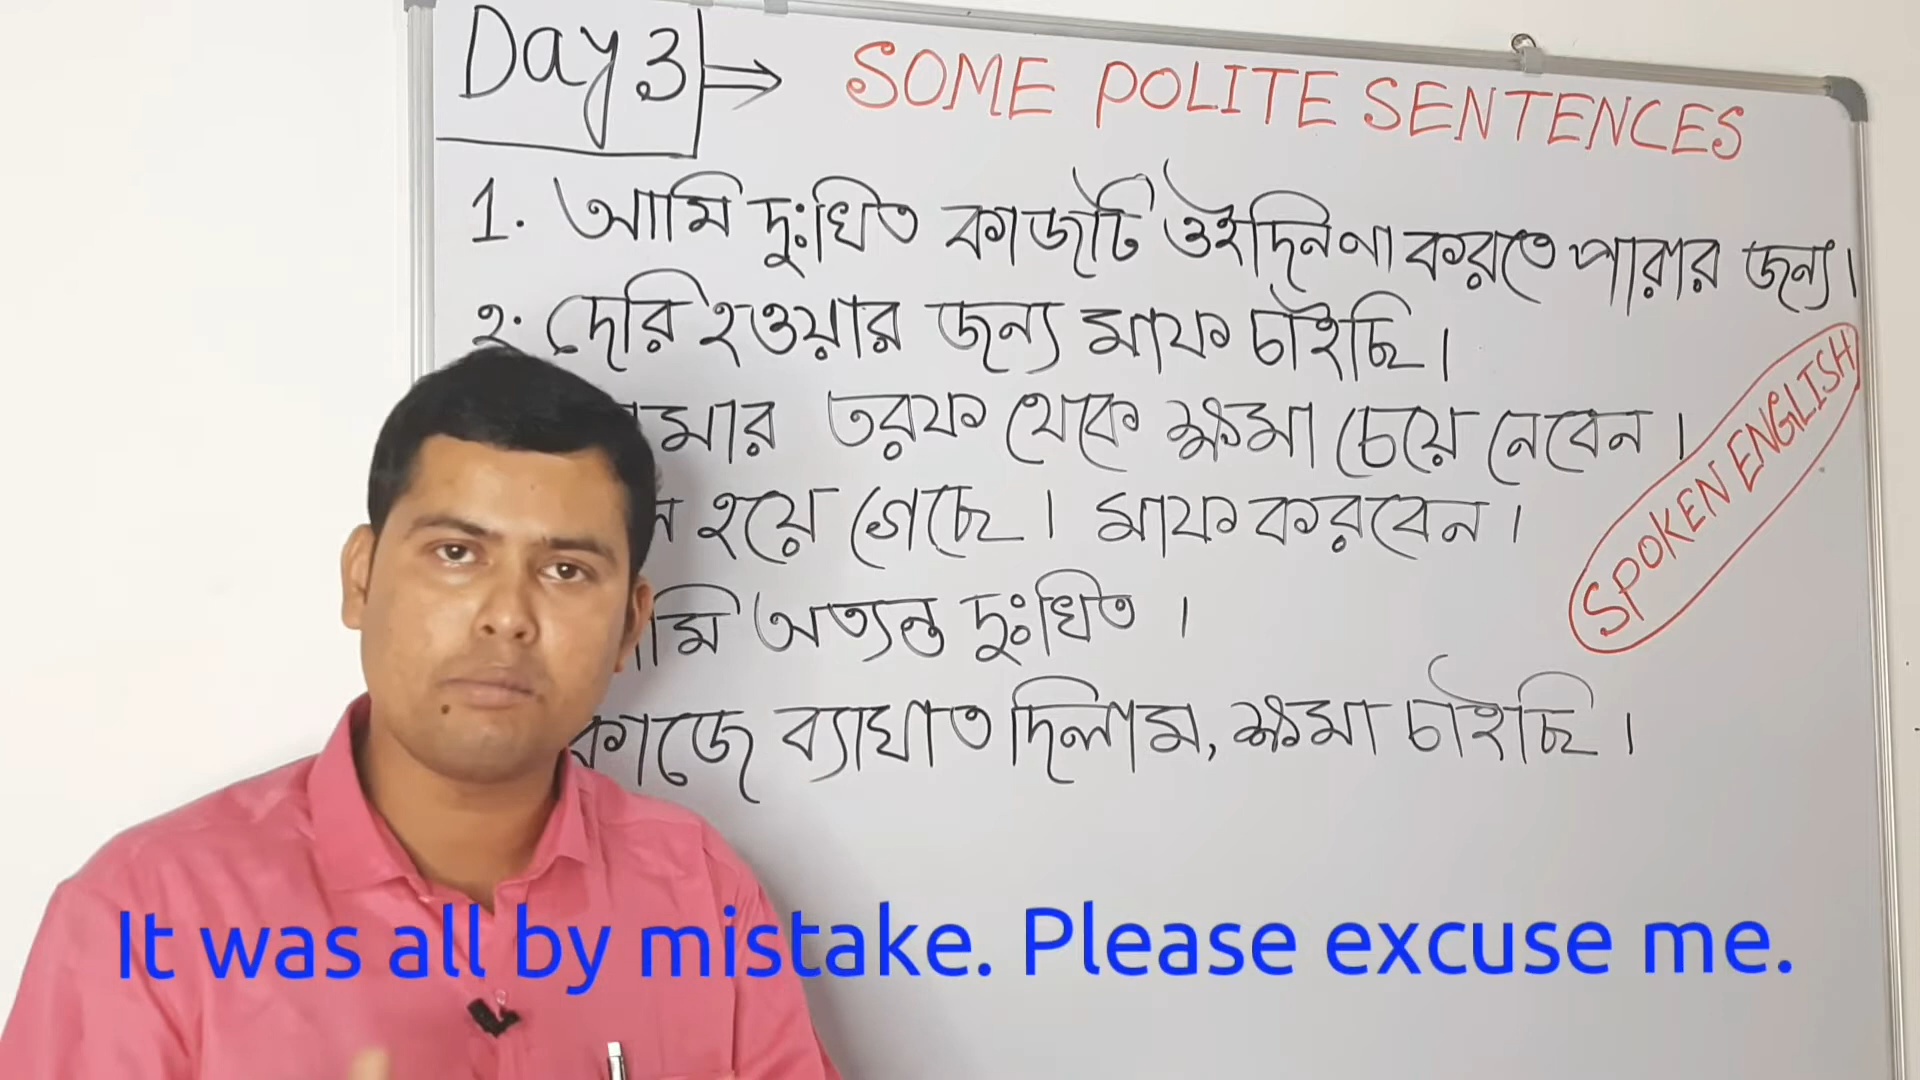 Day 3 ⇒ SOME POLITE SENTENCES
1. আমি দুঃখিত কাজটি ওইদিন না করতে পারার জন্য।
২. দেরি হওয়ার জন্য মাফ চাইছি।
মার তরফ থেকে ক্ষমা চেয়ে নেবেন।
হয়ে গেছে। মাফ করবেন।
মি অত্যন্ত দুঃখিত।
কাজে ব্যাঘাত দিলাম, ক্ষমা চাইছি।
SPOKEN ENGLISH
It was all by mistake. Please excuse me.